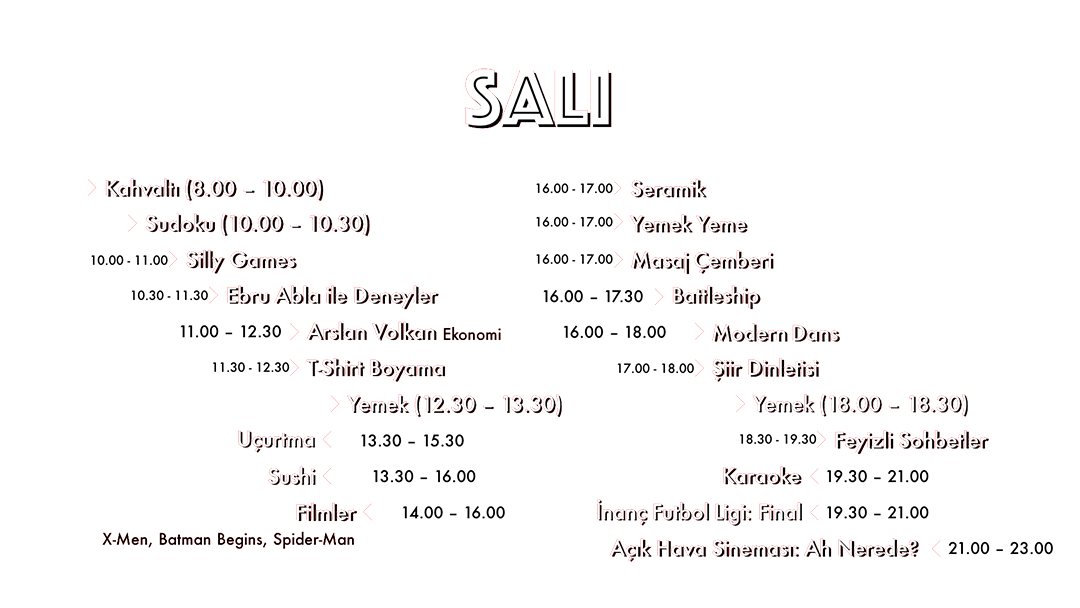 SALI
Kahvaltı (8.00 – 10.00)
Sudoku (10.00 – 10.30)
10.00 - 11.00 Silly Games
10.30 - 11.30 Ebru Abla ile Deneyler
11.00 – 12.30 Arslan Volkan Ekonomi
11.30 - 12.30 T-Shirt Boyama
Yemek (12.30 – 13.30)
Uçurtma 13.30 – 15.30
Sushi 13.30 – 16.00
Filmler 14.00 – 16.00
X-Men, Batman Begins, Spider-Man
16.00 - 17.00 Seramik
16.00 - 17.00 Yemek Yeme
16.00 - 17.00 Masaj Çemberi
16.00 – 17.30 Battleship
16.00 – 18.00 Modern Dans
17.00 - 18.00 Şiir Dinletisi
Yemek (18.00 – 18.30)
18.30 - 19.30 Feyizli Sohbetler
Karaoke 19.30 – 21.00
İnanç Futbol Ligi: Final 19.30 – 21.00
Açık Hava Sineması: Ah Nerede? 21.00 – 23.00